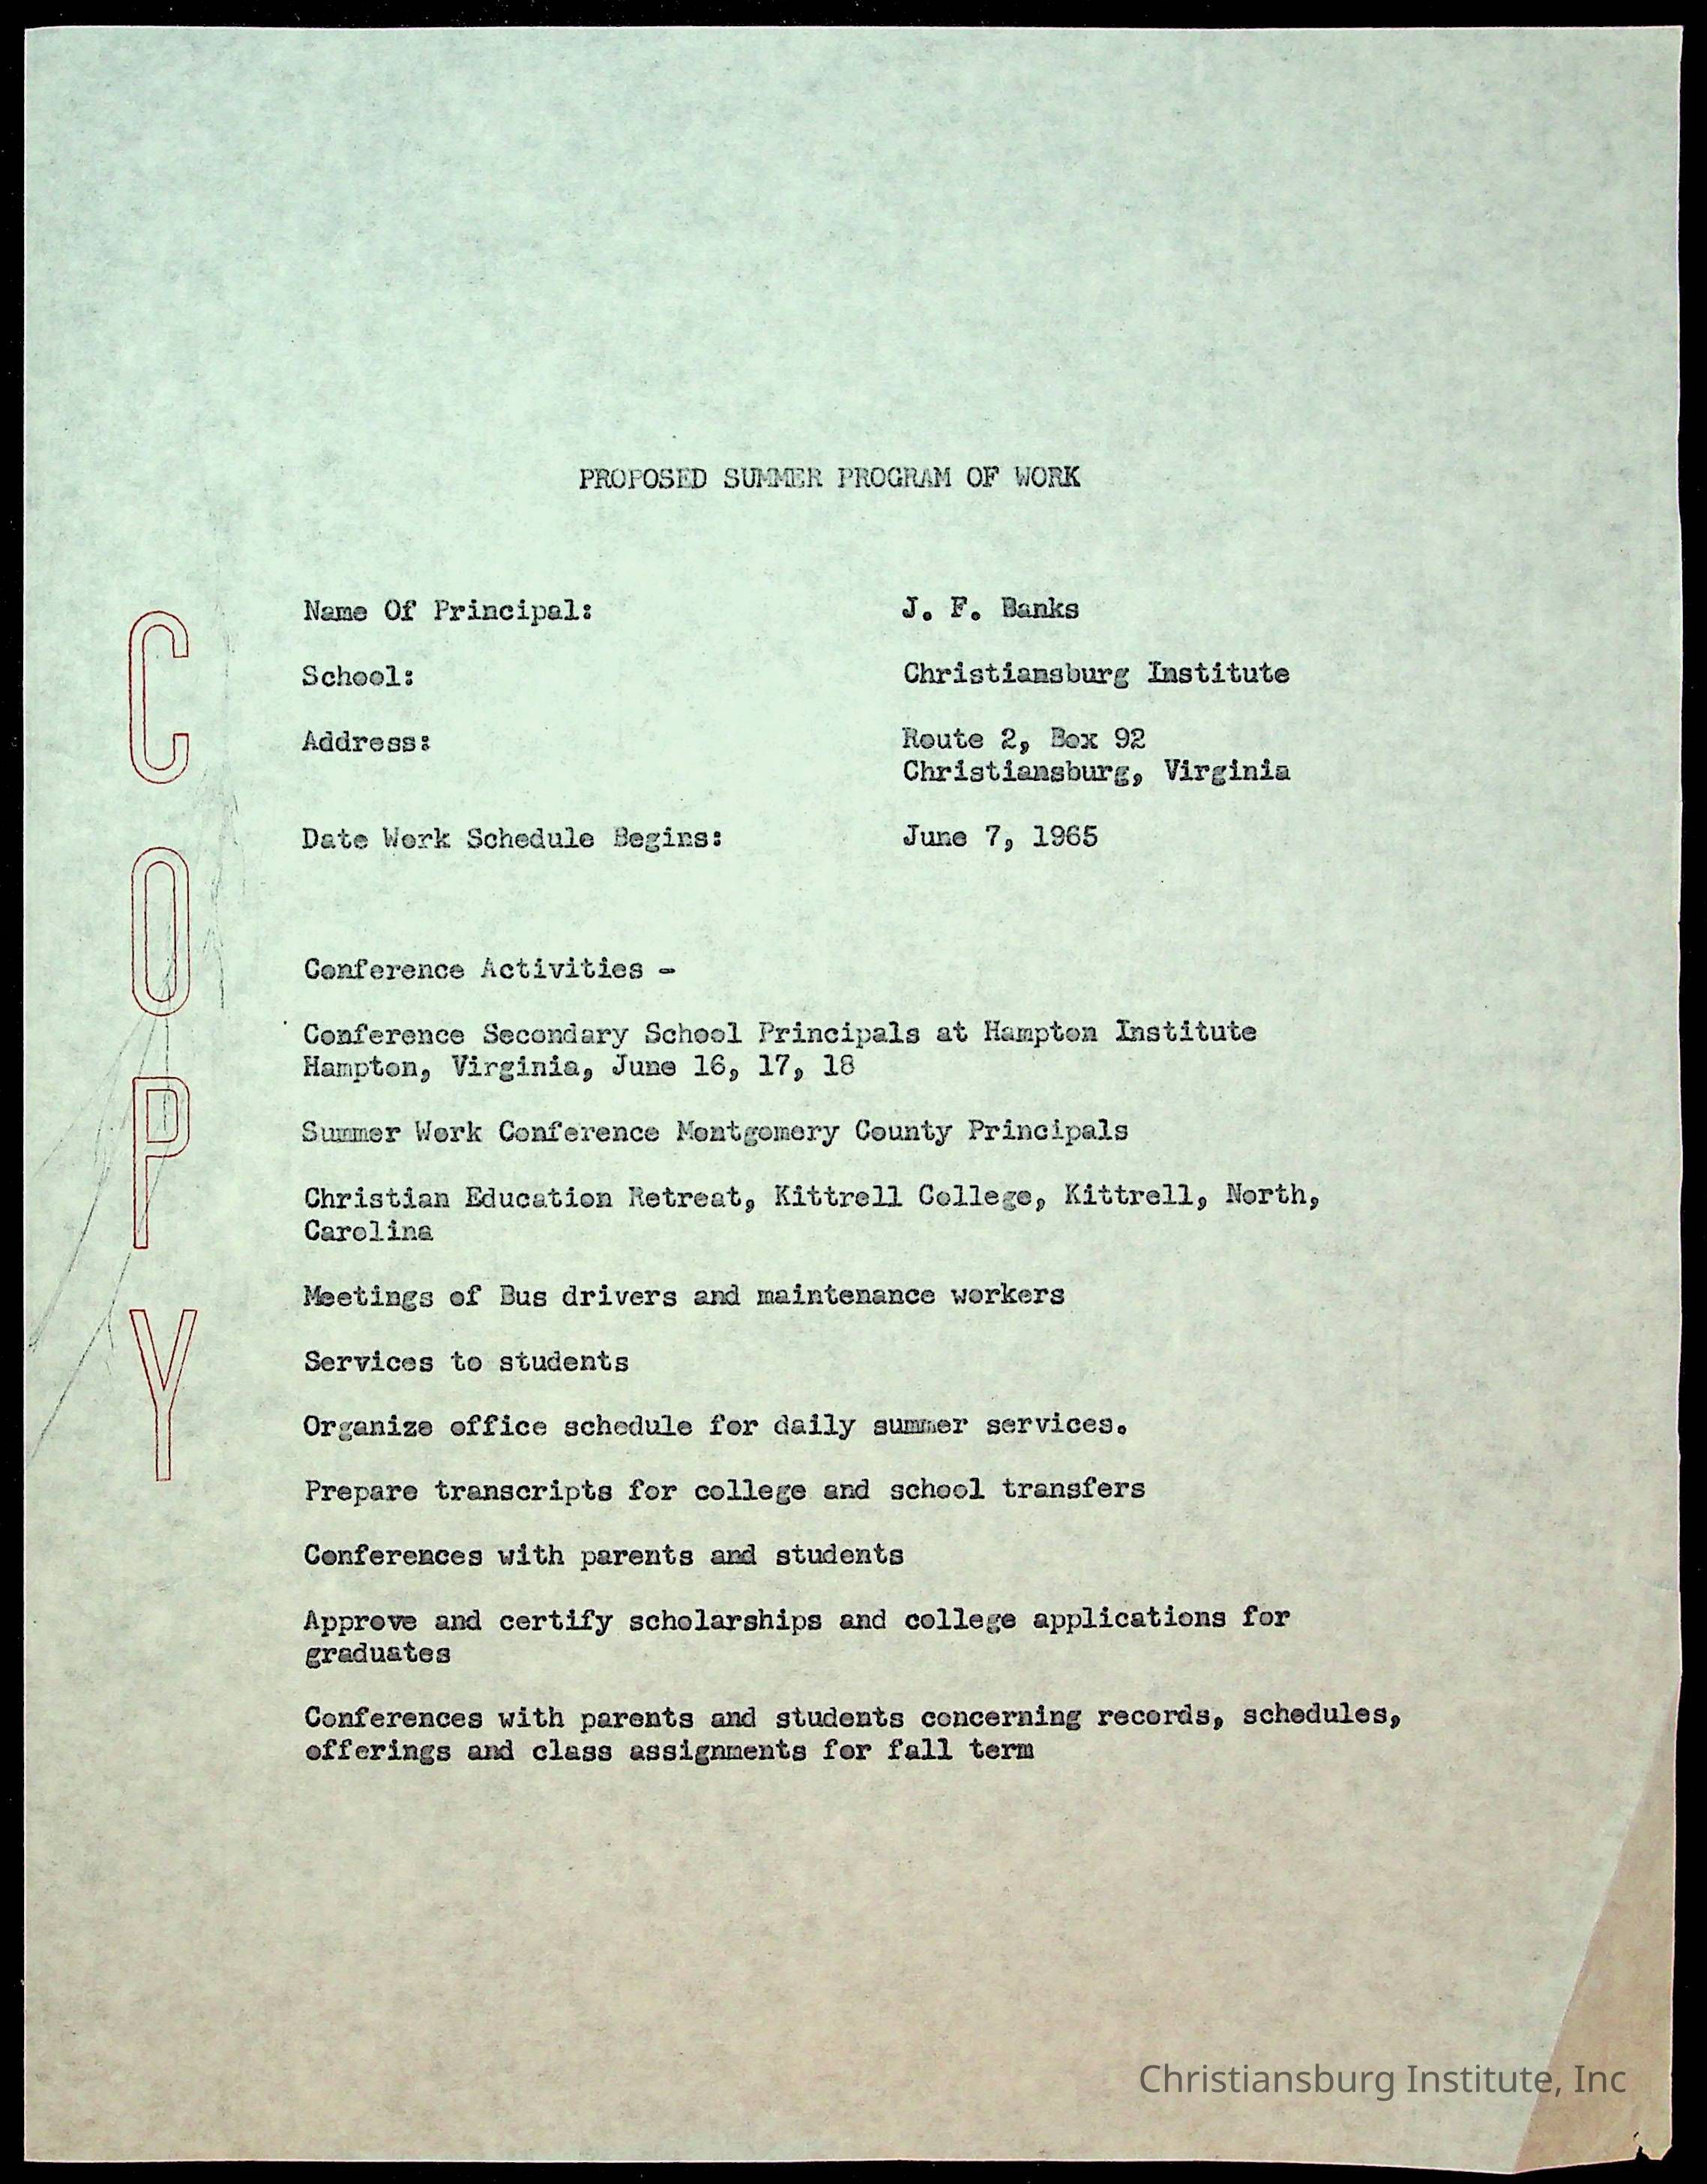 PROPOSED SUMMER PROGRAM OF WORK
Name Of Principal: J. F. Banks
School: Christiansburg Institute
Address: Route 2, Box 92
Christiansburg, Virginia
Date Work Schedule Begins: June 7, 1965
COPY
Conference Activities -
Conference Secondary School Principals at Hampton Institute
Hampton, Virginia, June 16, 17, 18
Summer Work Conference Montgomery County Principals
Christian Education Retreat, Kittrell College, Kittrell, North,
Carolina
Meetings of Bus drivers and maintenance workers
Services to students
Organize office schedule for daily summer services.
Prepare transcripts for college and school transfers
Conferences with parents and students
Approve and certify scholarships and college applications for
graduates
Conferences with parents and students concerning records, schedules,
offerings and class assignments for fall term
Christiansburg Institute, Inc